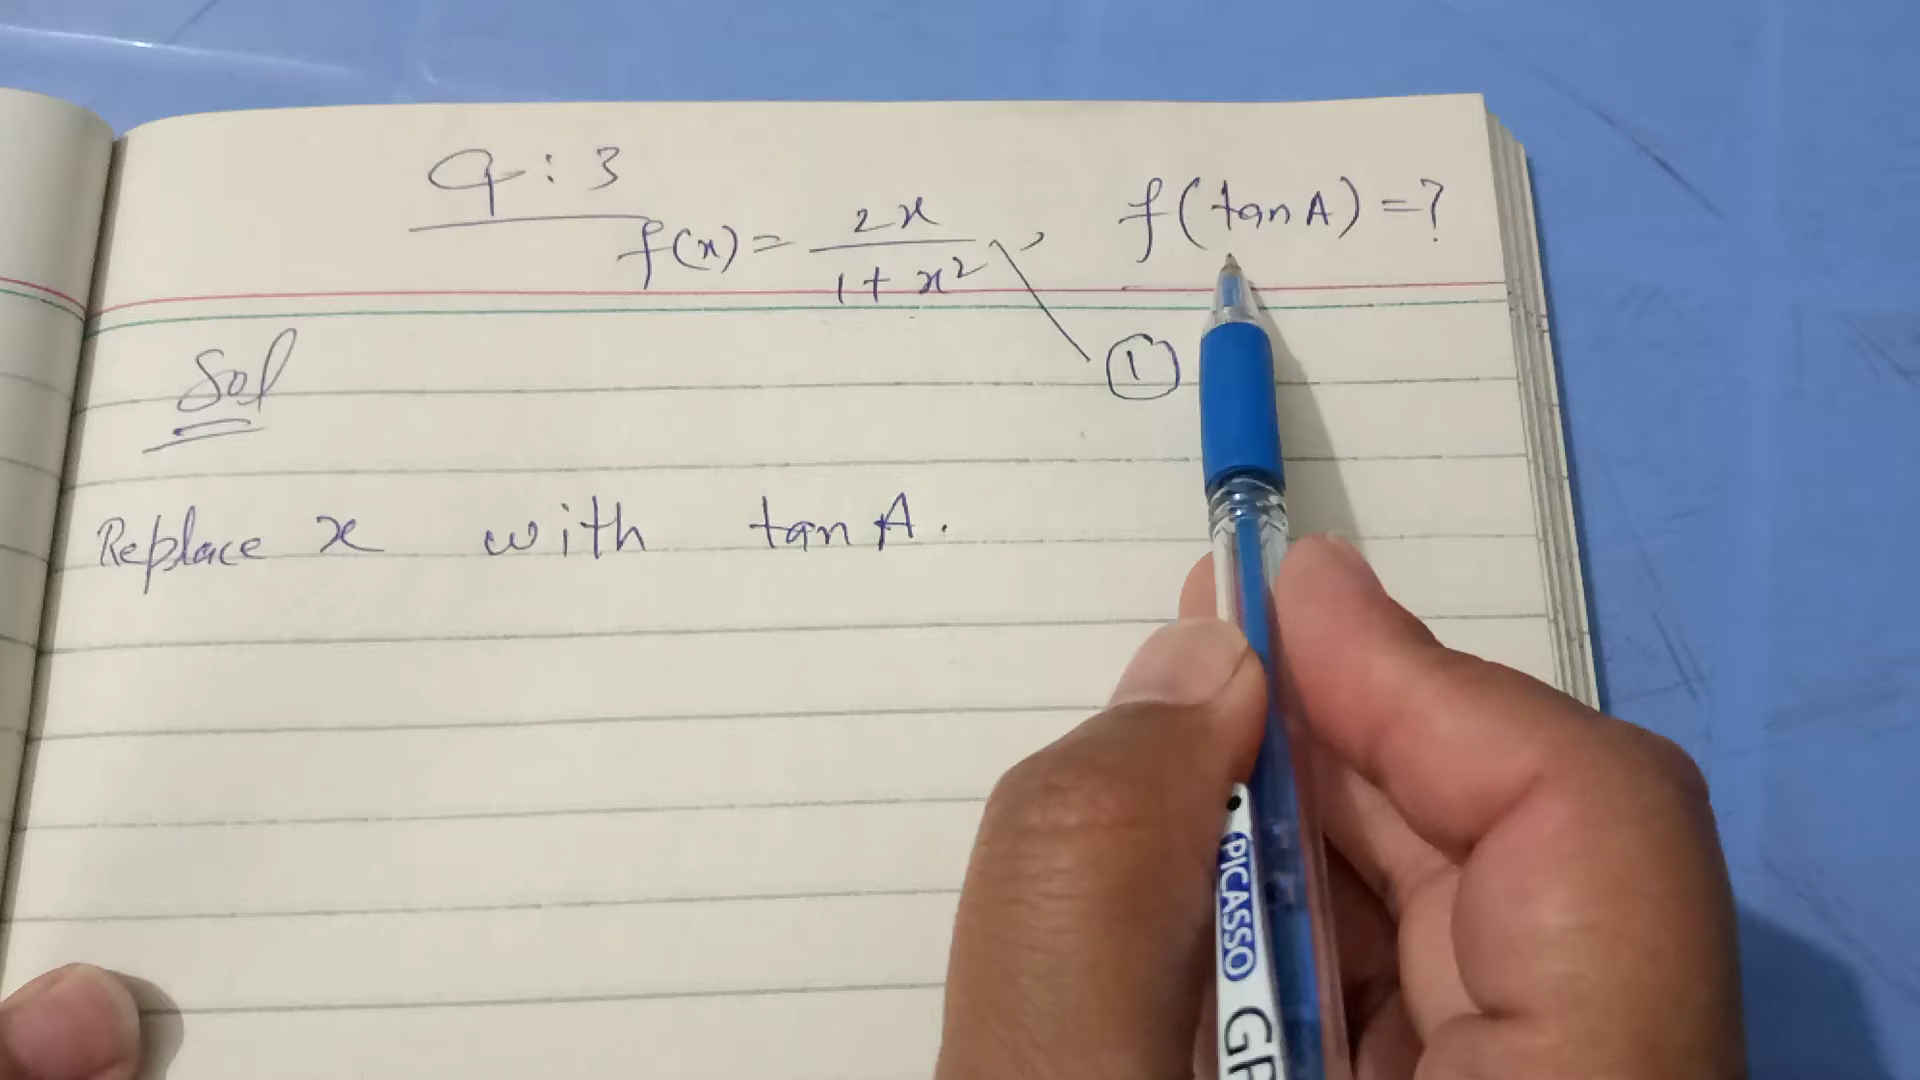 Q : 3
f(x) = 2x / 1 + x² , f(tan A) = ?
①
Sol
Replace x with tan A.
PICASSO